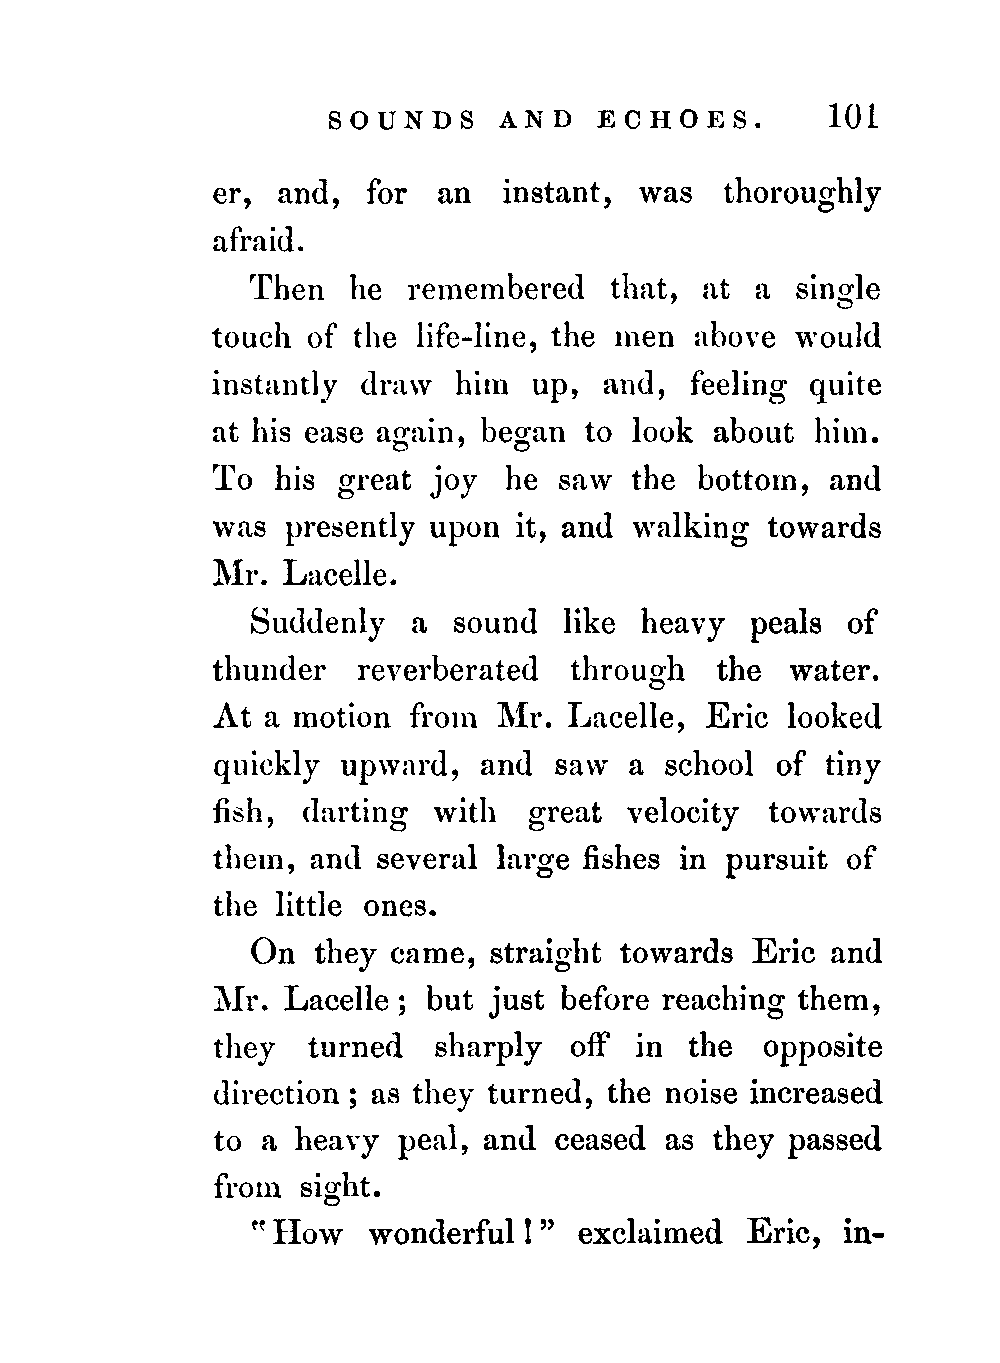 SOUNDS AND ECHOES. 101
er, and, for an instant, was thoroughly
afraid.
Then he remembered that, at a single
touch of the life-line, the men above would
instantly draw him up, and, feeling quite
at his ease again, began to look about him.
To his great joy he saw the bottom, and
was presently upon it, and walking towards
Mr. Lacelle.
Suddenly a sound like heavy peals of
thunder reverberated through the water.
At a motion from Mr. Lacelle, Eric looked
quickly upward, and saw a school of tiny
fish, darting with great velocity towards
them, and several large fishes in pursuit of
the little ones.
On they came, straight towards Eric and
Mr. Lacelle; but just before reaching them,
they turned sharply off in the opposite
direction; as they turned, the noise increased
to a heavy peal, and ceased as they passed
from sight.
"How wonderful!" exclaimed Eric, in-